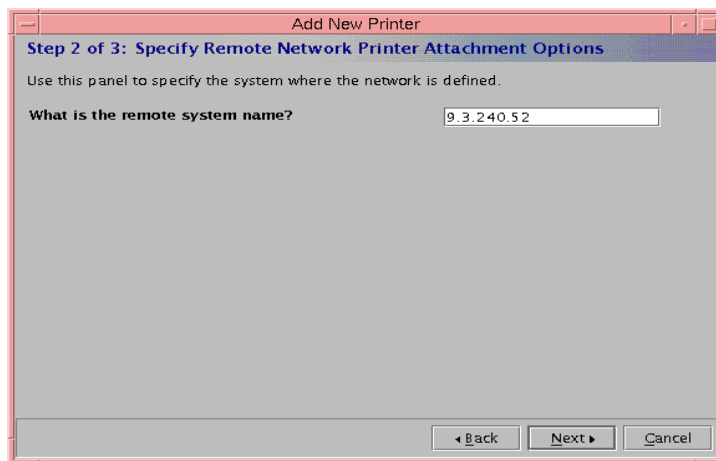 Add New Printer
Step 2 of 3: Specify Remote Network Printer Attachment Options
Use this panel to specify the system where the network is defined.
What is the remote system name? 9.3.240.52
Back Next Cancel